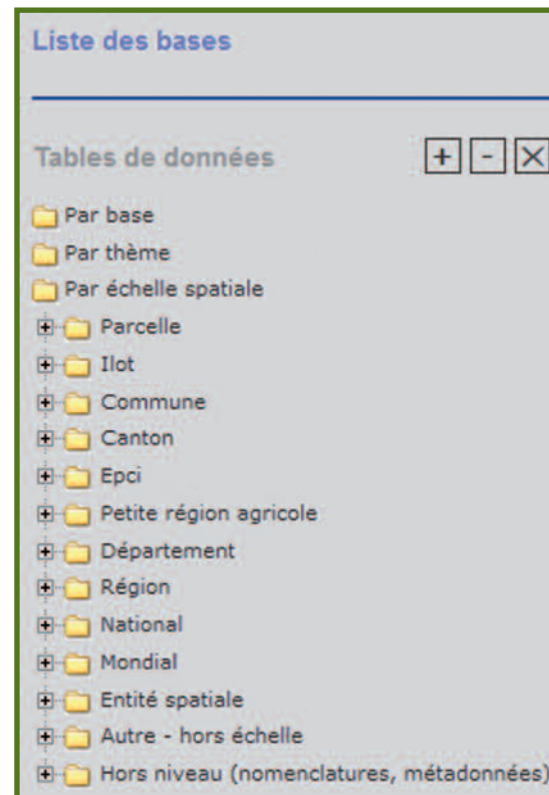 Liste des bases
Tables de données + - ×
Par base
Par thème
Par échelle spatiale
Parcelle
Ilot
Commune
Canton
Epci
Petite région agricole
Département
Région
National
Mondial
Entité spatiale
Autre - hors échelle
Hors niveau (nomenclatures, métadonnées)